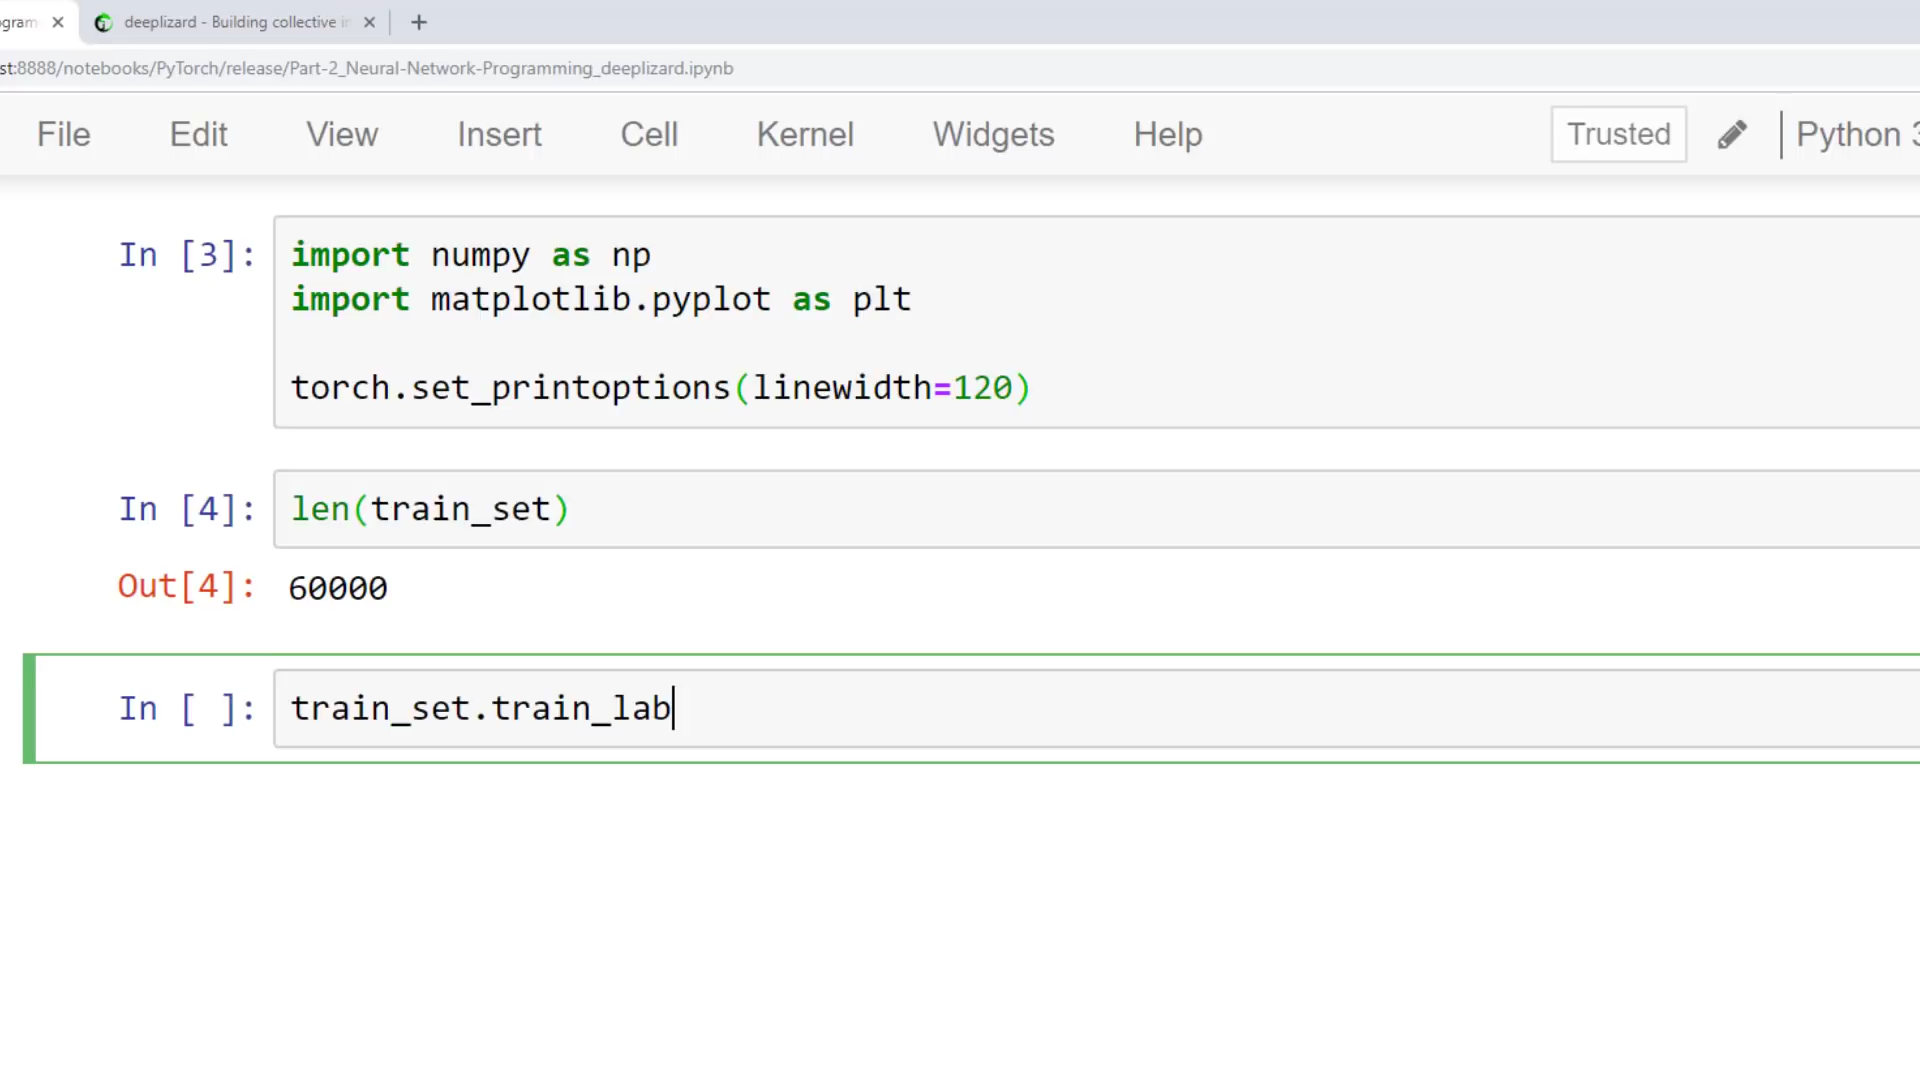 gram
deeplizard - Building collective i
st:8888/notebooks/PyTorch/release/Part-2_Neural-Network-Programming_deeplizard.ipynb
File Edit View Insert Cell Kernel Widgets Help Trusted Python 3
In [3]: import numpy as np
import matplotlib.pyplot as plt
torch.set_printoptions(linewidth=120)
In [4]: len(train_set)
Out[4]: 60000
In [ ]: train_set.train_lab